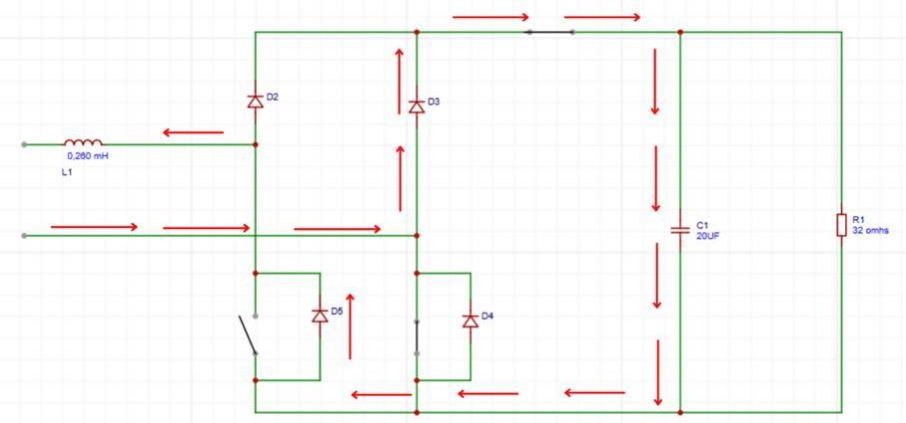 D2
D3
0,260 mH
L1
C1
20UF
R1
32 omhs
D5
D4